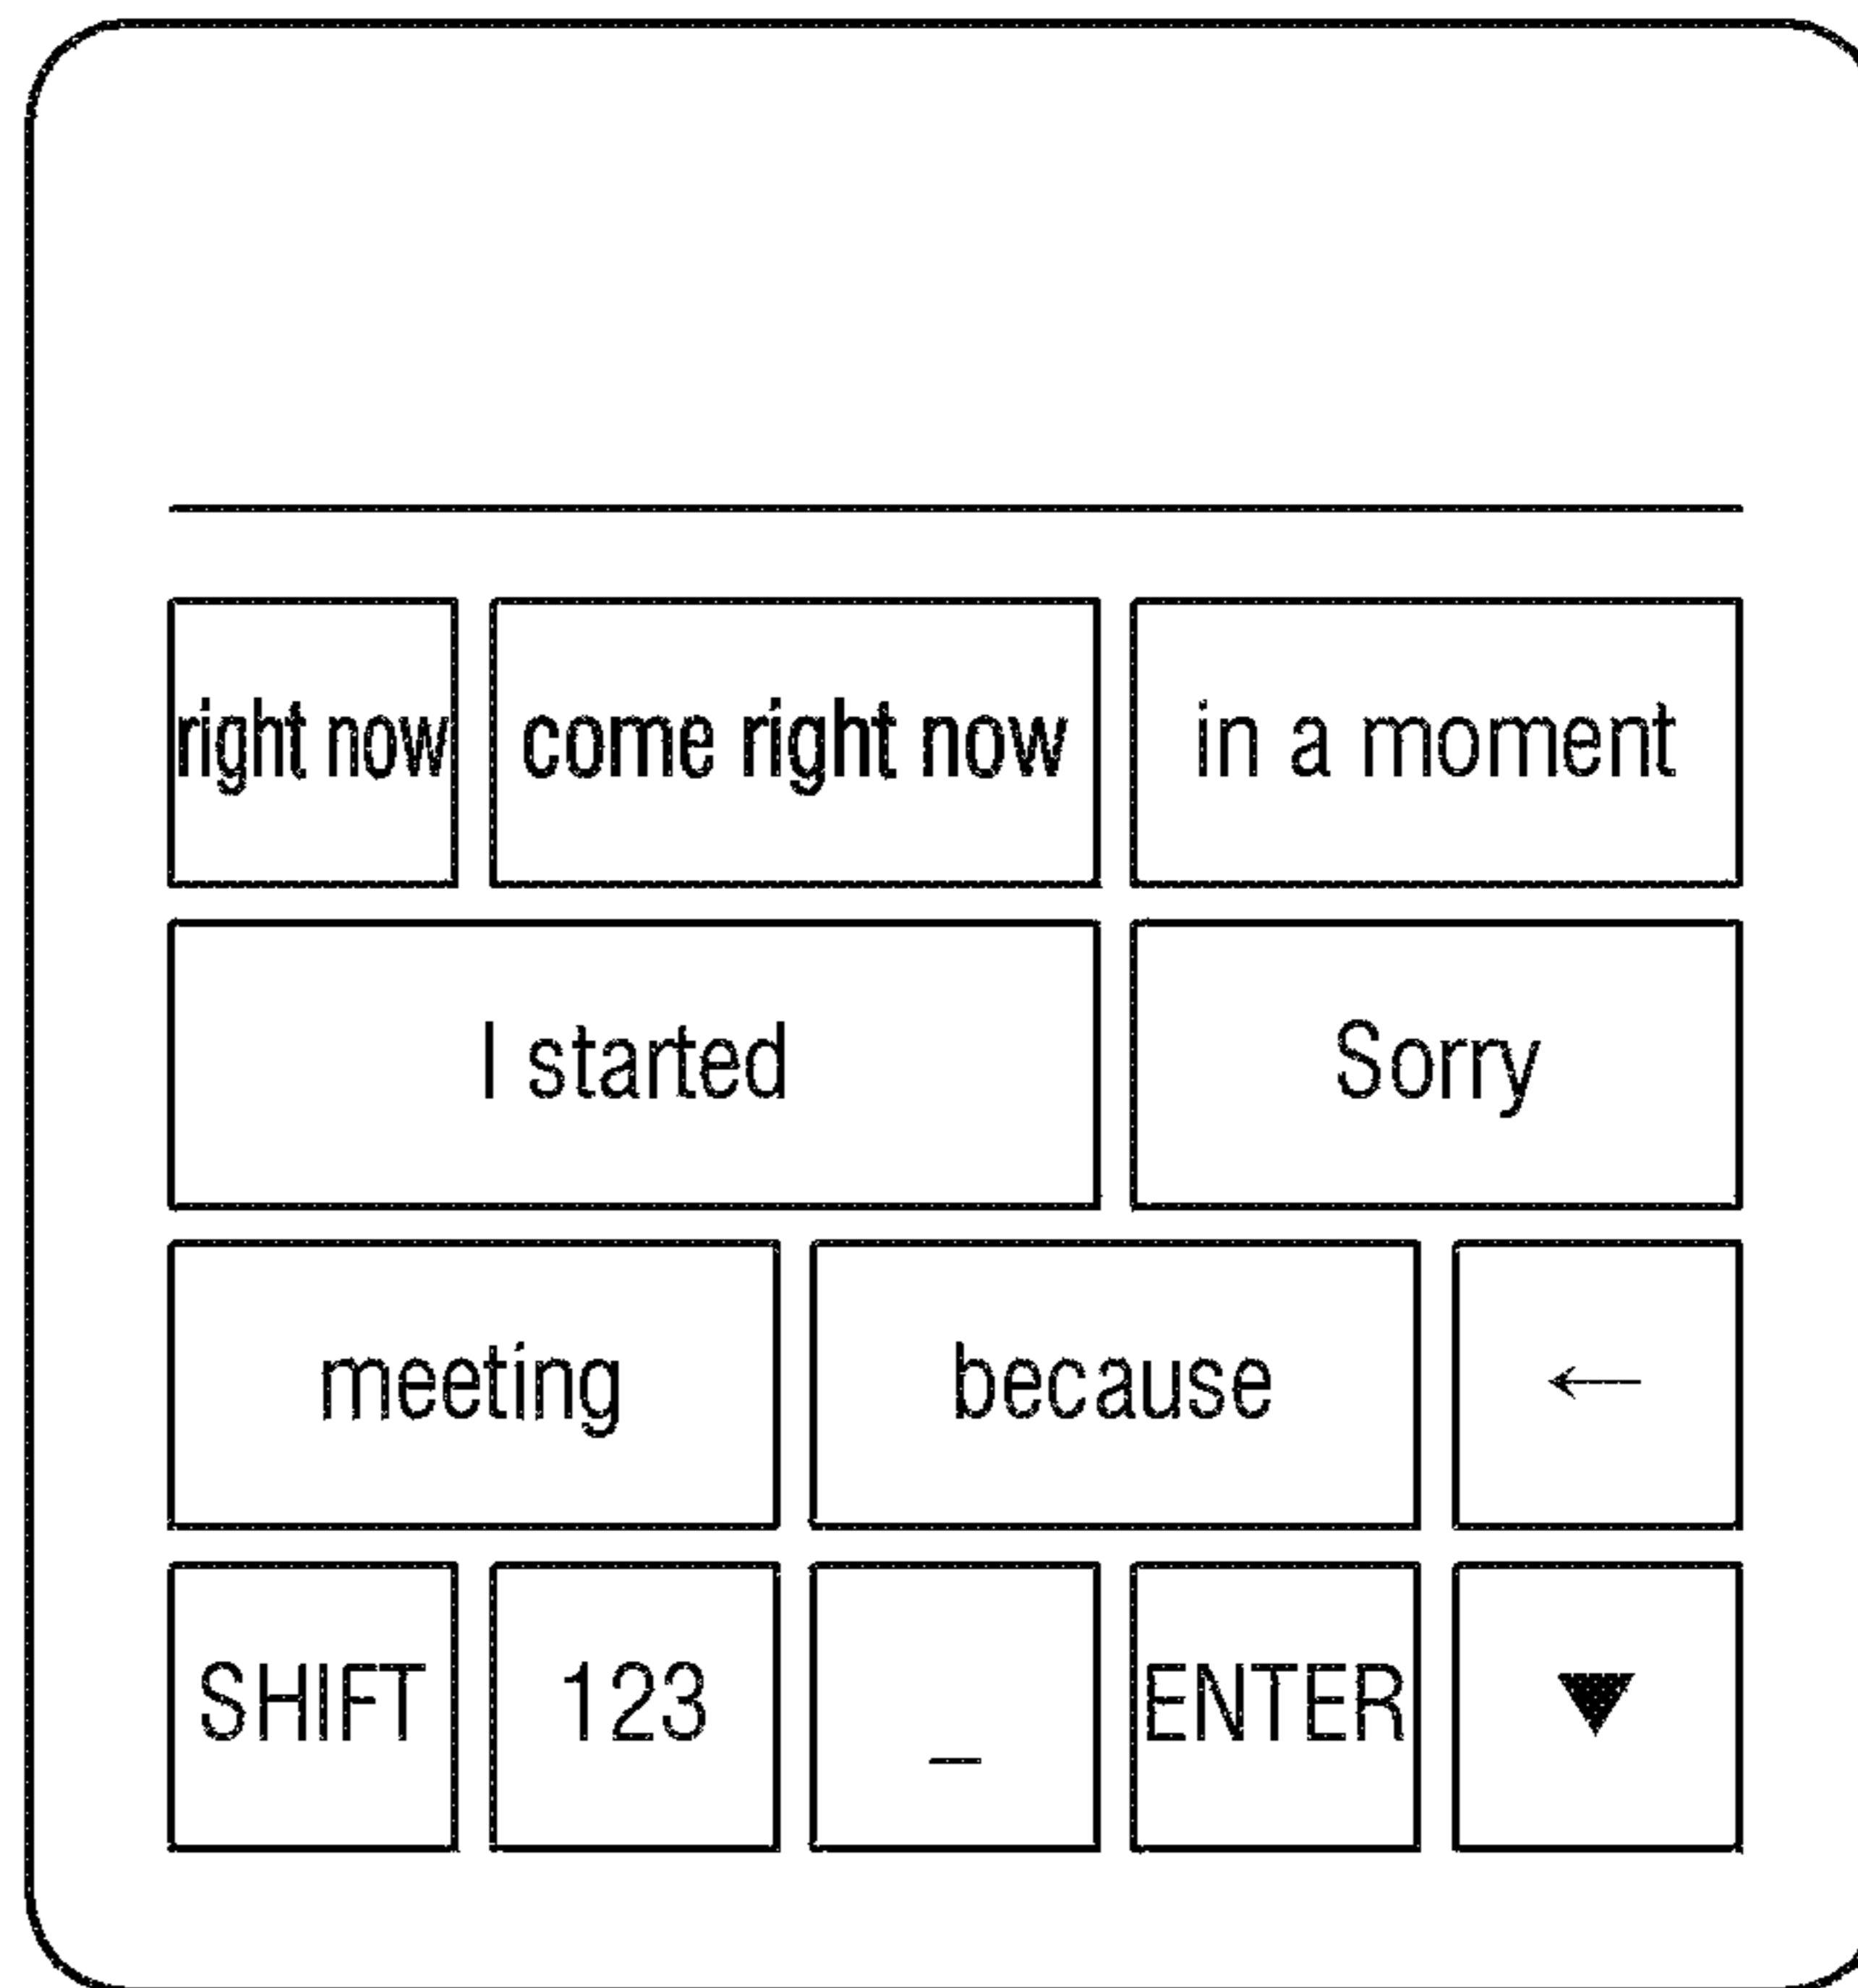 right now come right now in a moment
I started Sorry
meeting because ←
SHIFT 123 _ ENTER ▼